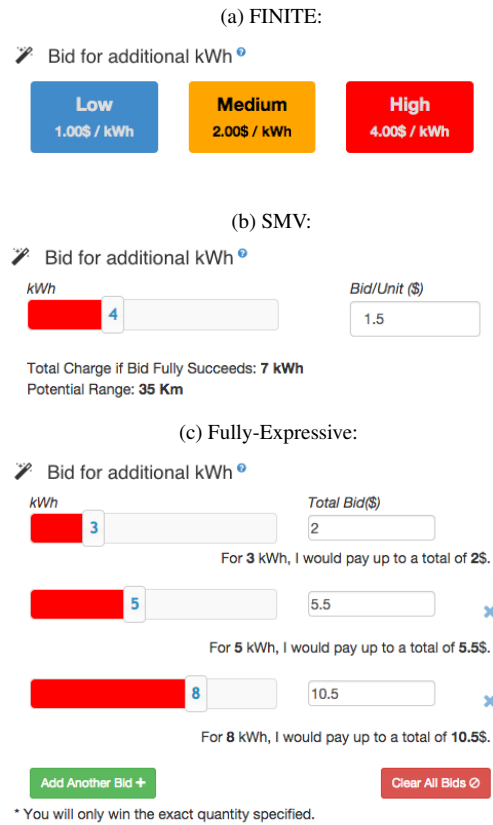 (a) FINITE:
Bid for additional kWh ?
Low
1.00$ / kWh
Medium
2.00$ / kWh
High
4.00$ / kWh
(b) SMV:
Bid for additional kWh ?
kWh
Bid/Unit ($)
4
1.5
Total Charge if Bid Fully Succeeds: 7 kWh
Potential Range: 35 Km
(c) Fully-Expressive:
Bid for additional kWh ?
kWh
Total Bid($)
3
2
For 3 kWh, I would pay up to a total of 2$.
5
5.5
For 5 kWh, I would pay up to a total of 5.5$.
8
10.5
For 8 kWh, I would pay up to a total of 10.5$.
Add Another Bid +
Clear All Bids
* You will only win the exact quantity specified.